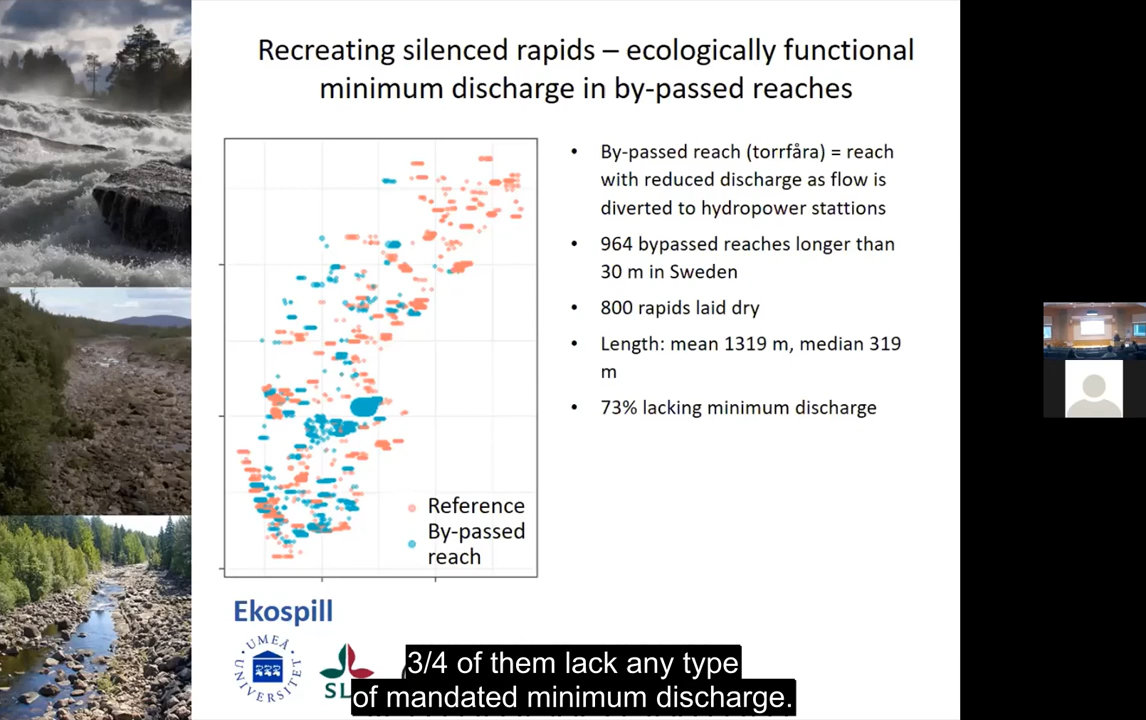 Recreating silenced rapids – ecologically functional
minimum discharge in by-passed reaches
• By-passed reach (torrfåra) = reach
with reduced discharge as flow is
diverted to hydropower stattions
• 964 bypassed reaches longer than
30 m in Sweden
• 800 rapids laid dry
• Length: mean 1319 m, median 319
m
• 73% lacking minimum discharge
Reference
By-passed
reach
Ekospill
UMEÅ
UNIVERSITET
SL
3/4 of them lack any type
of mandated minimum discharge.